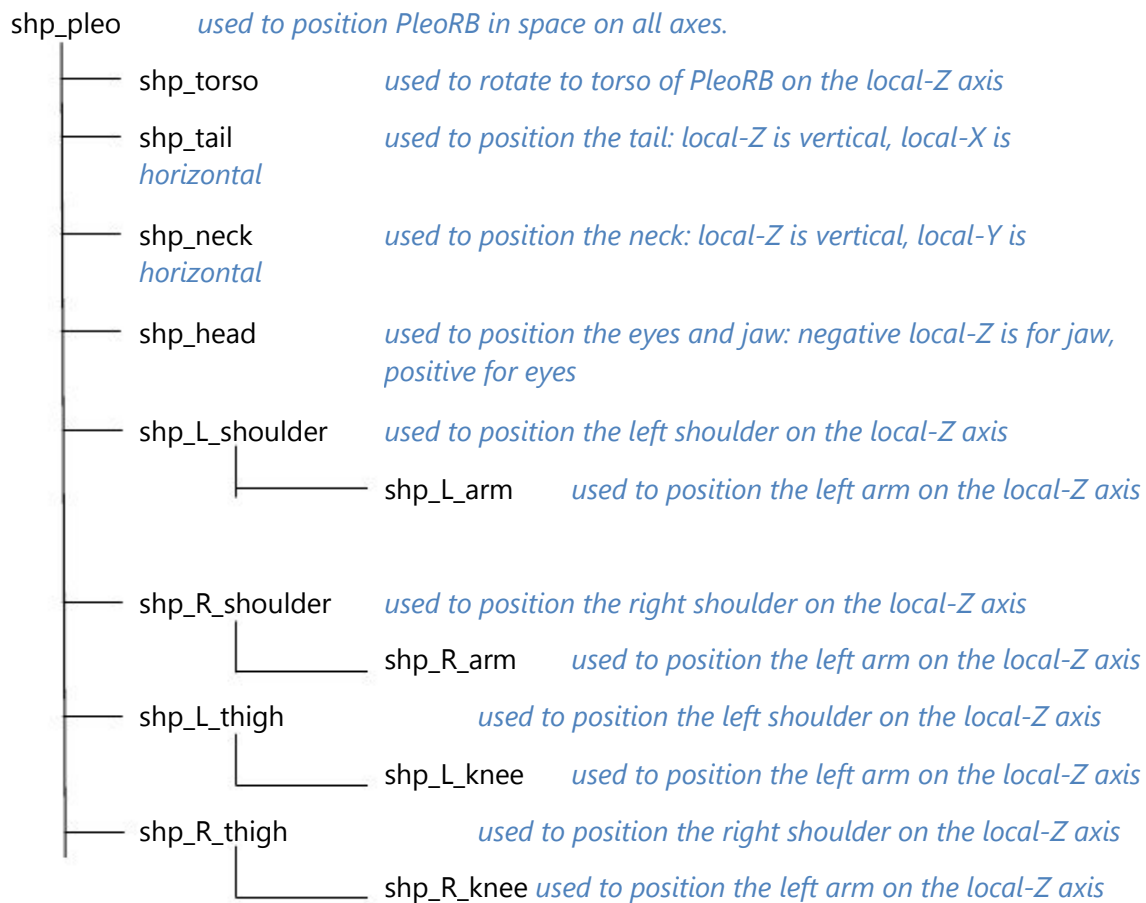 shp_pleo used to position PleoRB in space on all axes.
shp_torso used to rotate to torso of PleoRB on the local-Z axis
shp_tail used to position the tail: local-Z is vertical, local-X is
horizontal
shp_neck used to position the neck: local-Z is vertical, local-Y is
horizontal
shp_head used to position the eyes and jaw: negative local-Z is for jaw,
positive for eyes
shp_L_shoulder used to position the left shoulder on the local-Z axis
shp_L_arm used to position the left arm on the local-Z axis
shp_R_shoulder used to position the right shoulder on the local-Z axis
shp_R_arm used to position the left arm on the local-Z axis
shp_L_thigh used to position the left shoulder on the local-Z axis
shp_L_knee used to position the left arm on the local-Z axis
shp_R_thigh used to position the right shoulder on the local-Z axis
shp_R_knee used to position the left arm on the local-Z axis